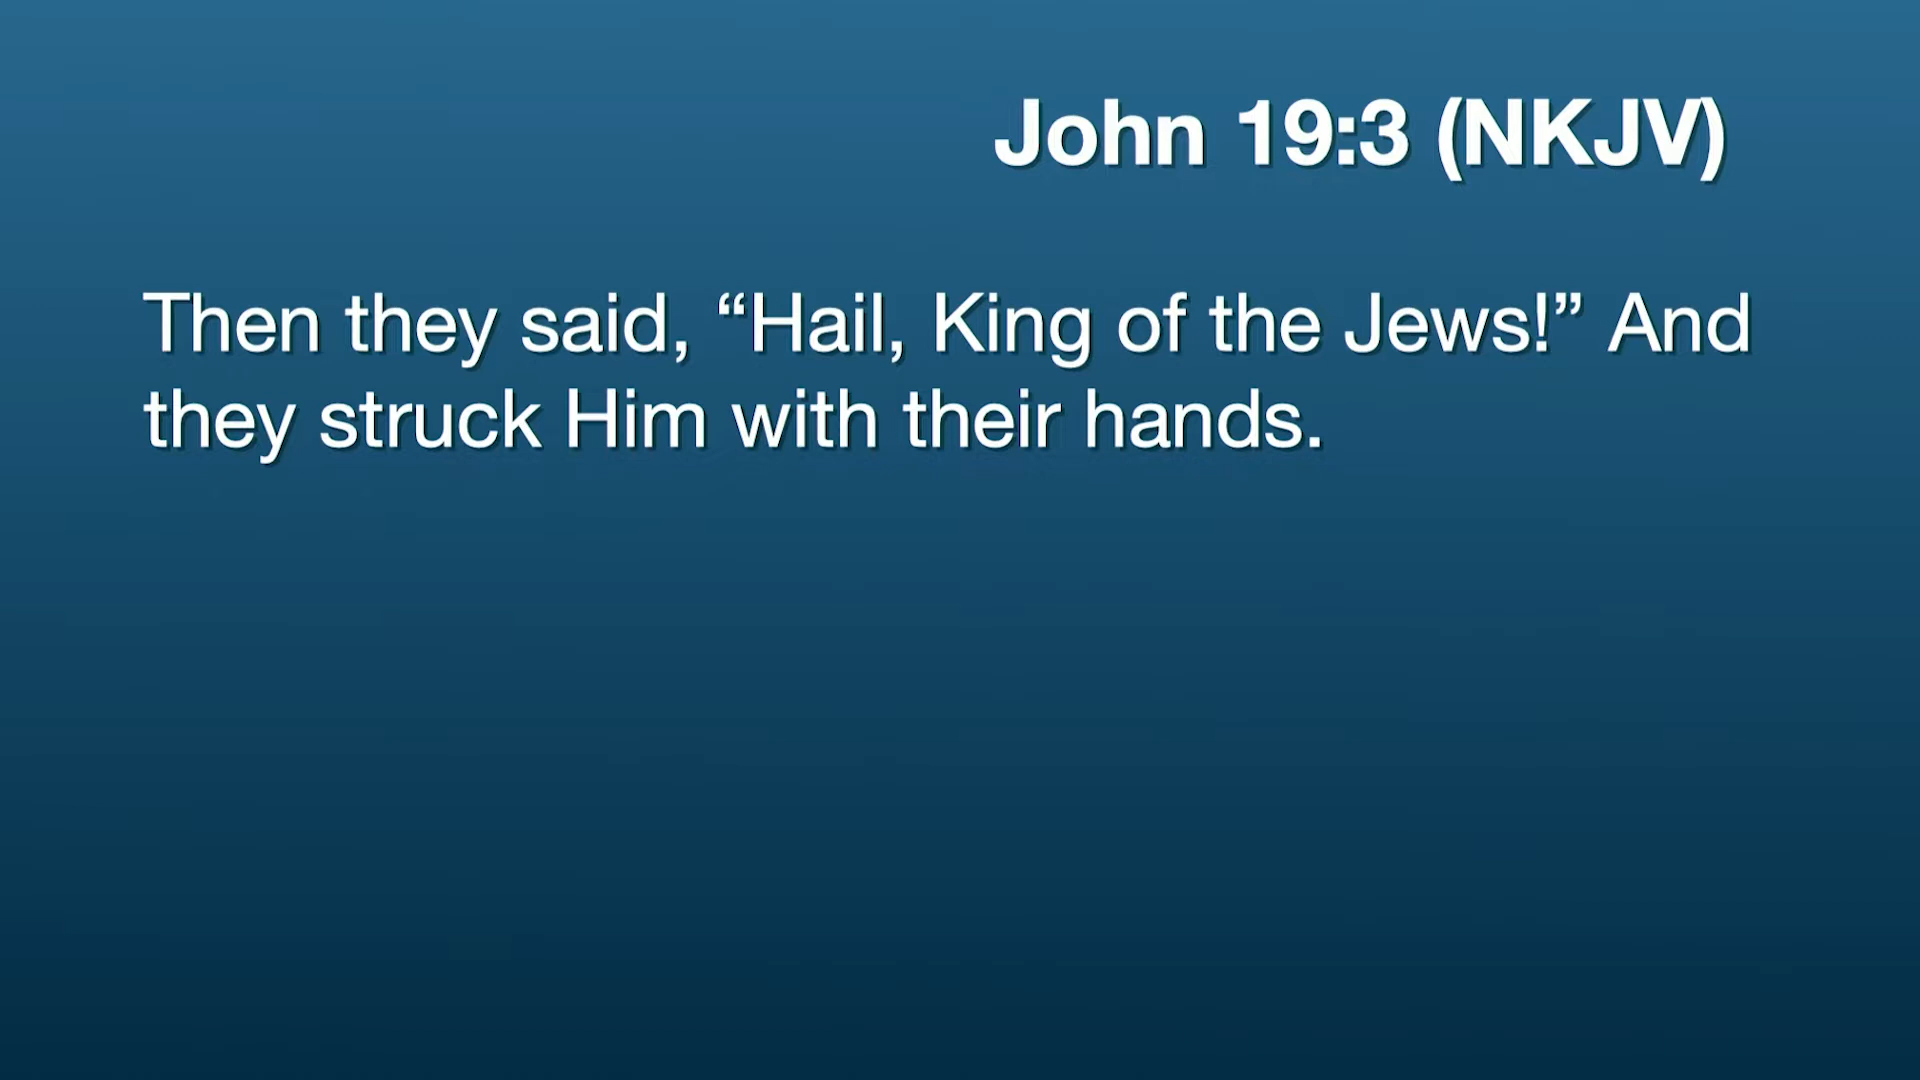 John 19:3 (NKJV)
Then they said, “Hail, King of the Jews!” And
they struck Him with their hands.